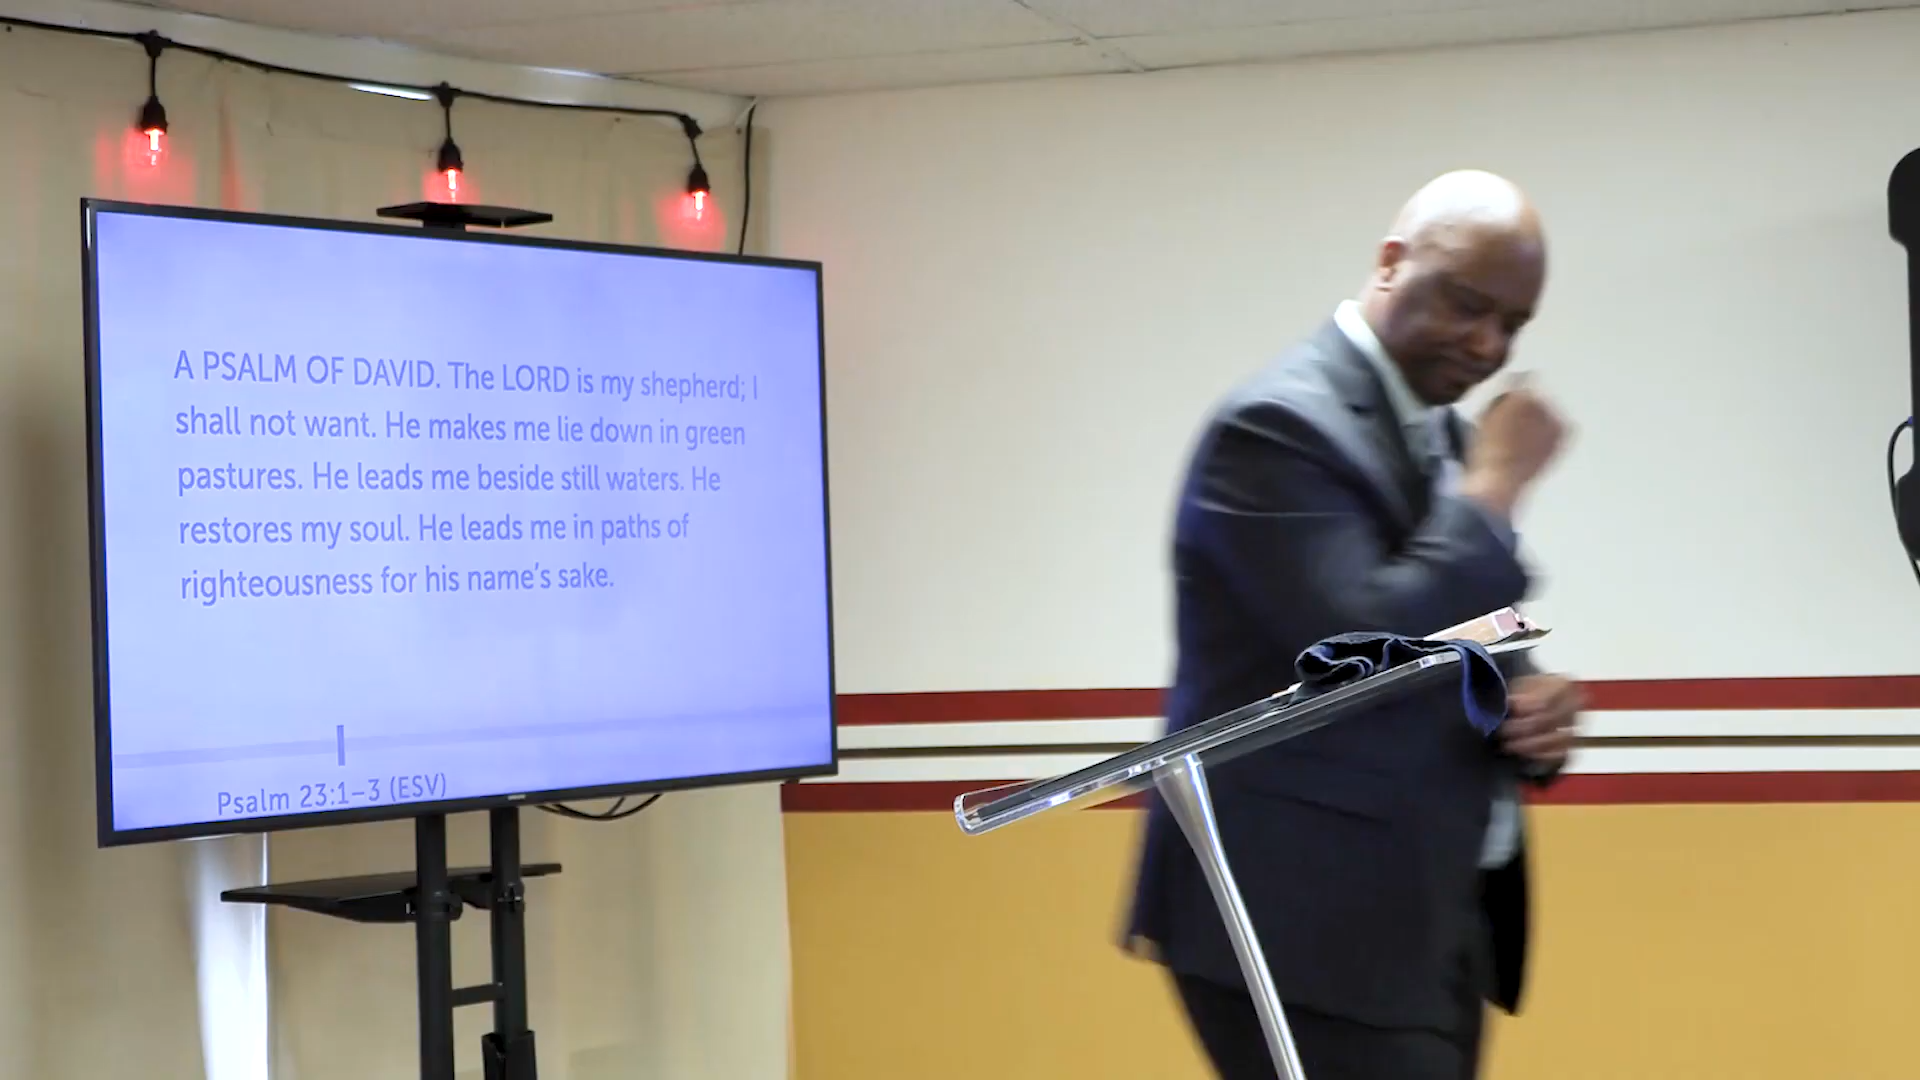 A PSALM OF DAVID. The LORD is my shepherd; I
shall not want. He makes me lie down in green
pastures. He leads me beside still waters. He
restores my soul. He leads me in paths of
righteousness for his name’s sake.
Psalm 23:1–3 (ESV)